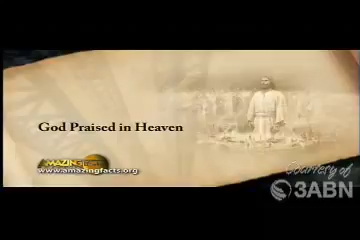 God Praised in Heaven
AMAZING FACTS
www.amazingfacts.org
Courtesy of
3ABN